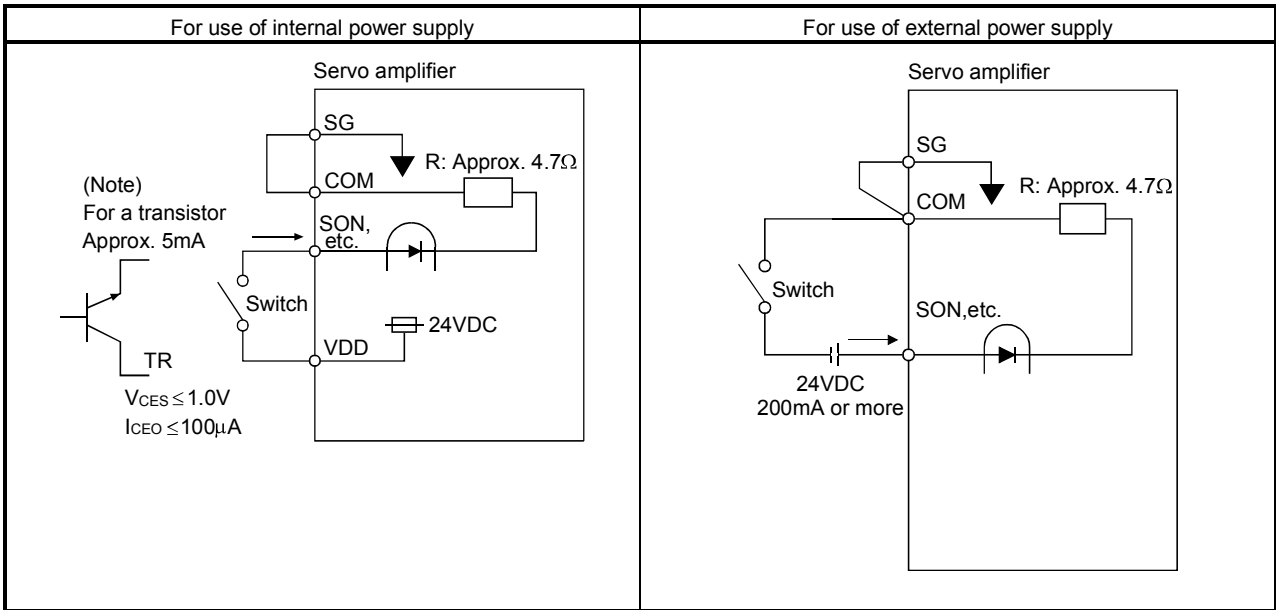 For use of internal power supply
For use of external power supply
Servo amplifier
SG
R: Approx. 4.7Ω
COM
(Note)
For a transistor
Approx. 5mA
SON,
etc.
Switch
24VDC
VDD
TR
VCES ≤ 1.0V
ICEO ≤ 100μA
Servo amplifier
SG
R: Approx. 4.7Ω
COM
Switch
SON,etc.
24VDC
200mA or more